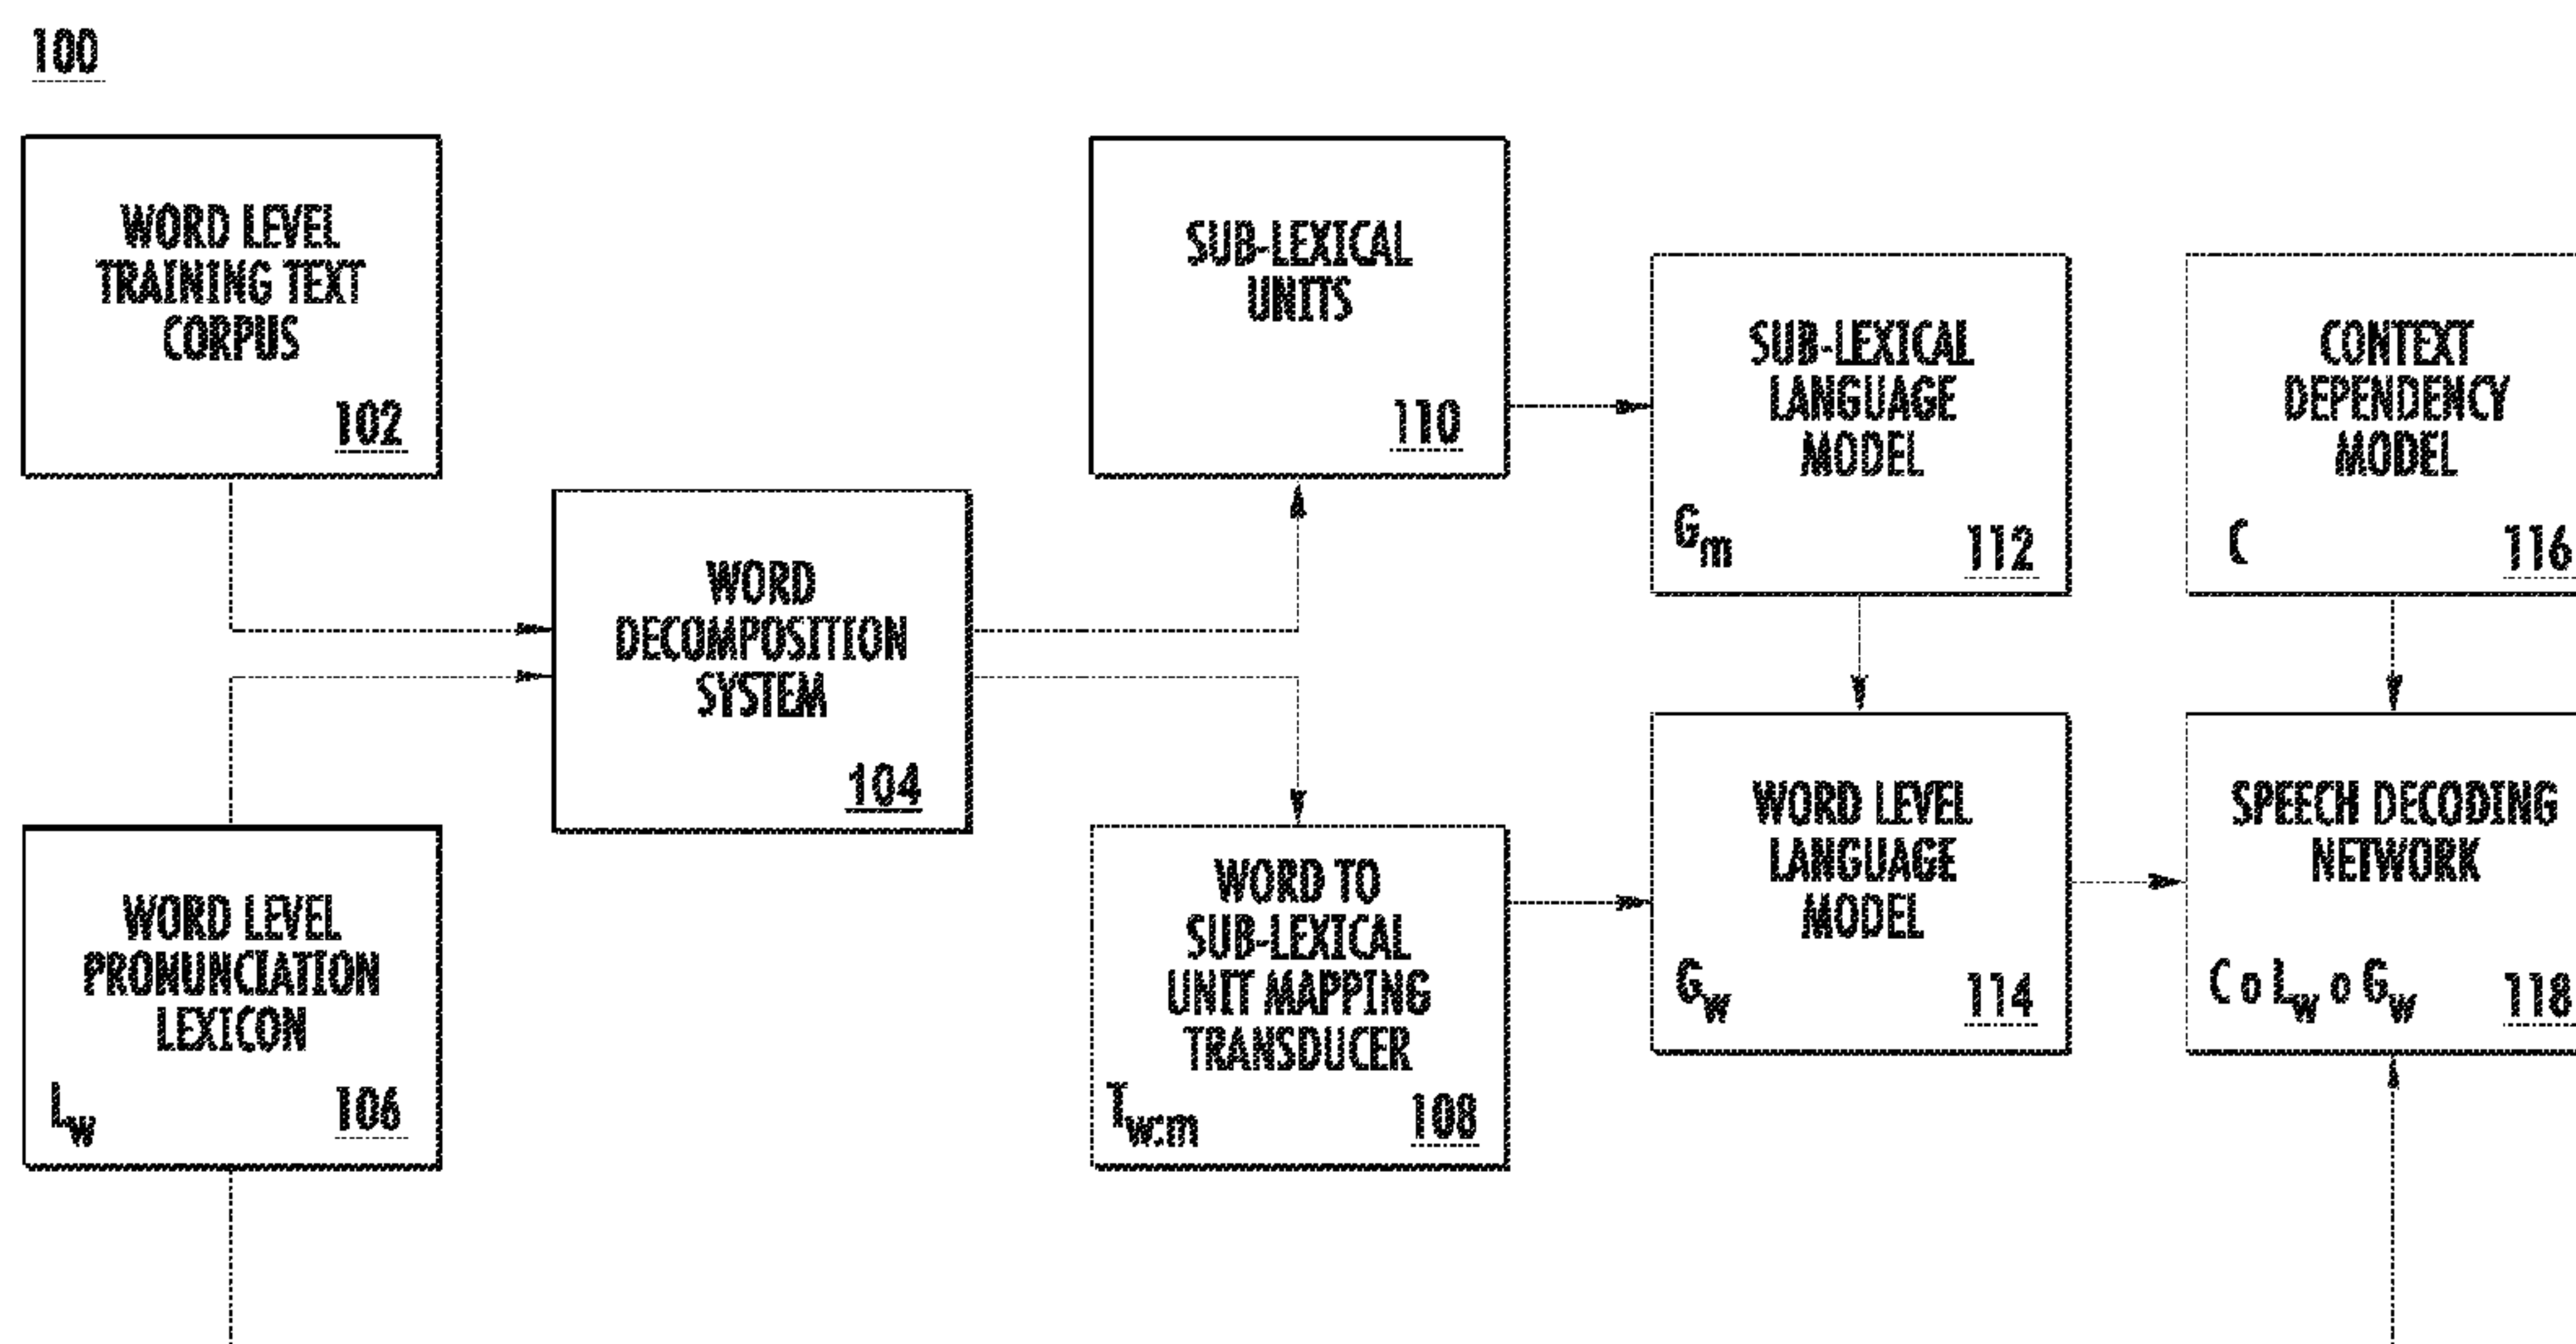 100
WORD LEVEL
TRAINING TEXT
CORPUS
102
WORD LEVEL
PRONUNCIATION
LEXICON
Lw
106
WORD
DECOMPOSITION
SYSTEM
104
SUB-LEXICAL
UNITS
110
WORD TO
SUB-LEXICAL
UNIT MAPPING
TRANSDUCER
Tw:m
108
SUB-LEXICAL
LANGUAGE
MODEL
Gm
112
WORD LEVEL
LANGUAGE
MODEL
Gw
114
CONTEXT
DEPENDENCY
MODEL
C
116
SPEECH DECODING
NETWORK
C o Lw o Gw
118